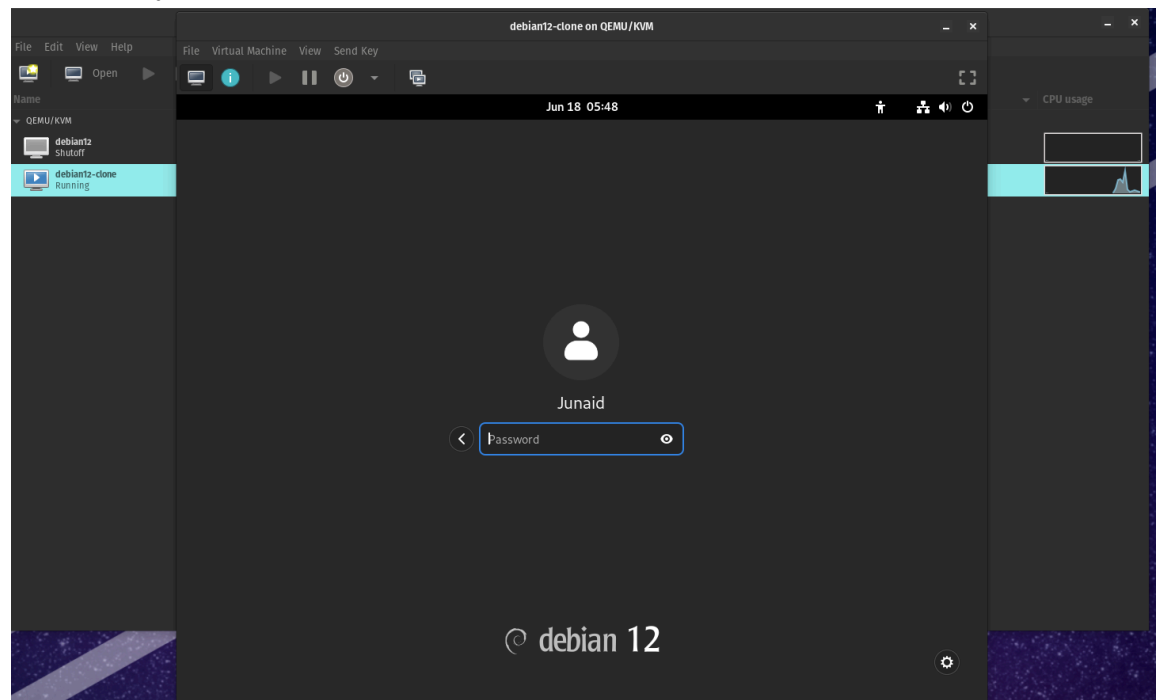 debian12-clone on QEMU/KVM
File Edit View Help
File Virtual Machine View Send Key
Open
Name
CPU usage
Jun 18 05:48
QEMU/KVM
debian12
Shutoff
debian12-clone
Running
Junaid
Password
debian 12